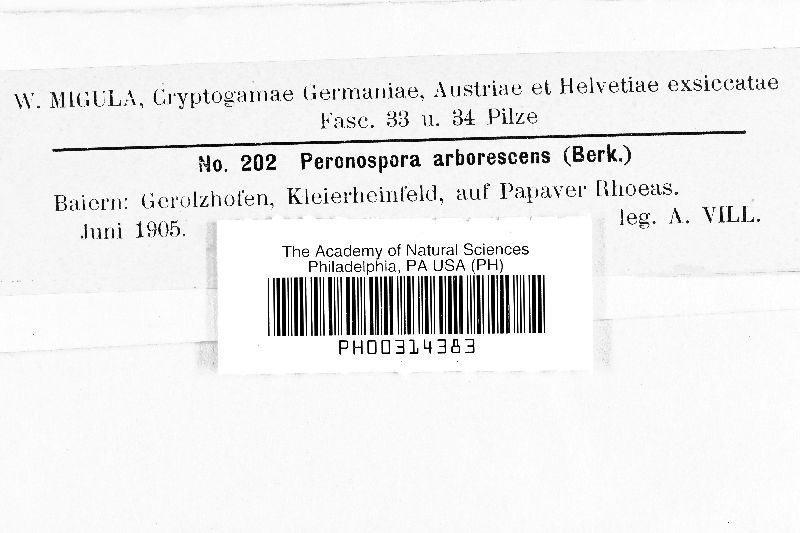 W. MIGULA, Cryptogamae Germaniae, Austriae et Helvetiae exsiccatae
Fasc. 33 u. 34 Pilze
No. 202 Peronospora arborescens (Berk.)
Baiern: Gerolzhofen, Kleierheinfeld, auf Papaver Rhoeas.
Juni 1905.
leg. A. VILL.
The Academy of Natural Sciences
Philadelphia, PA USA (PH)
PH00314383